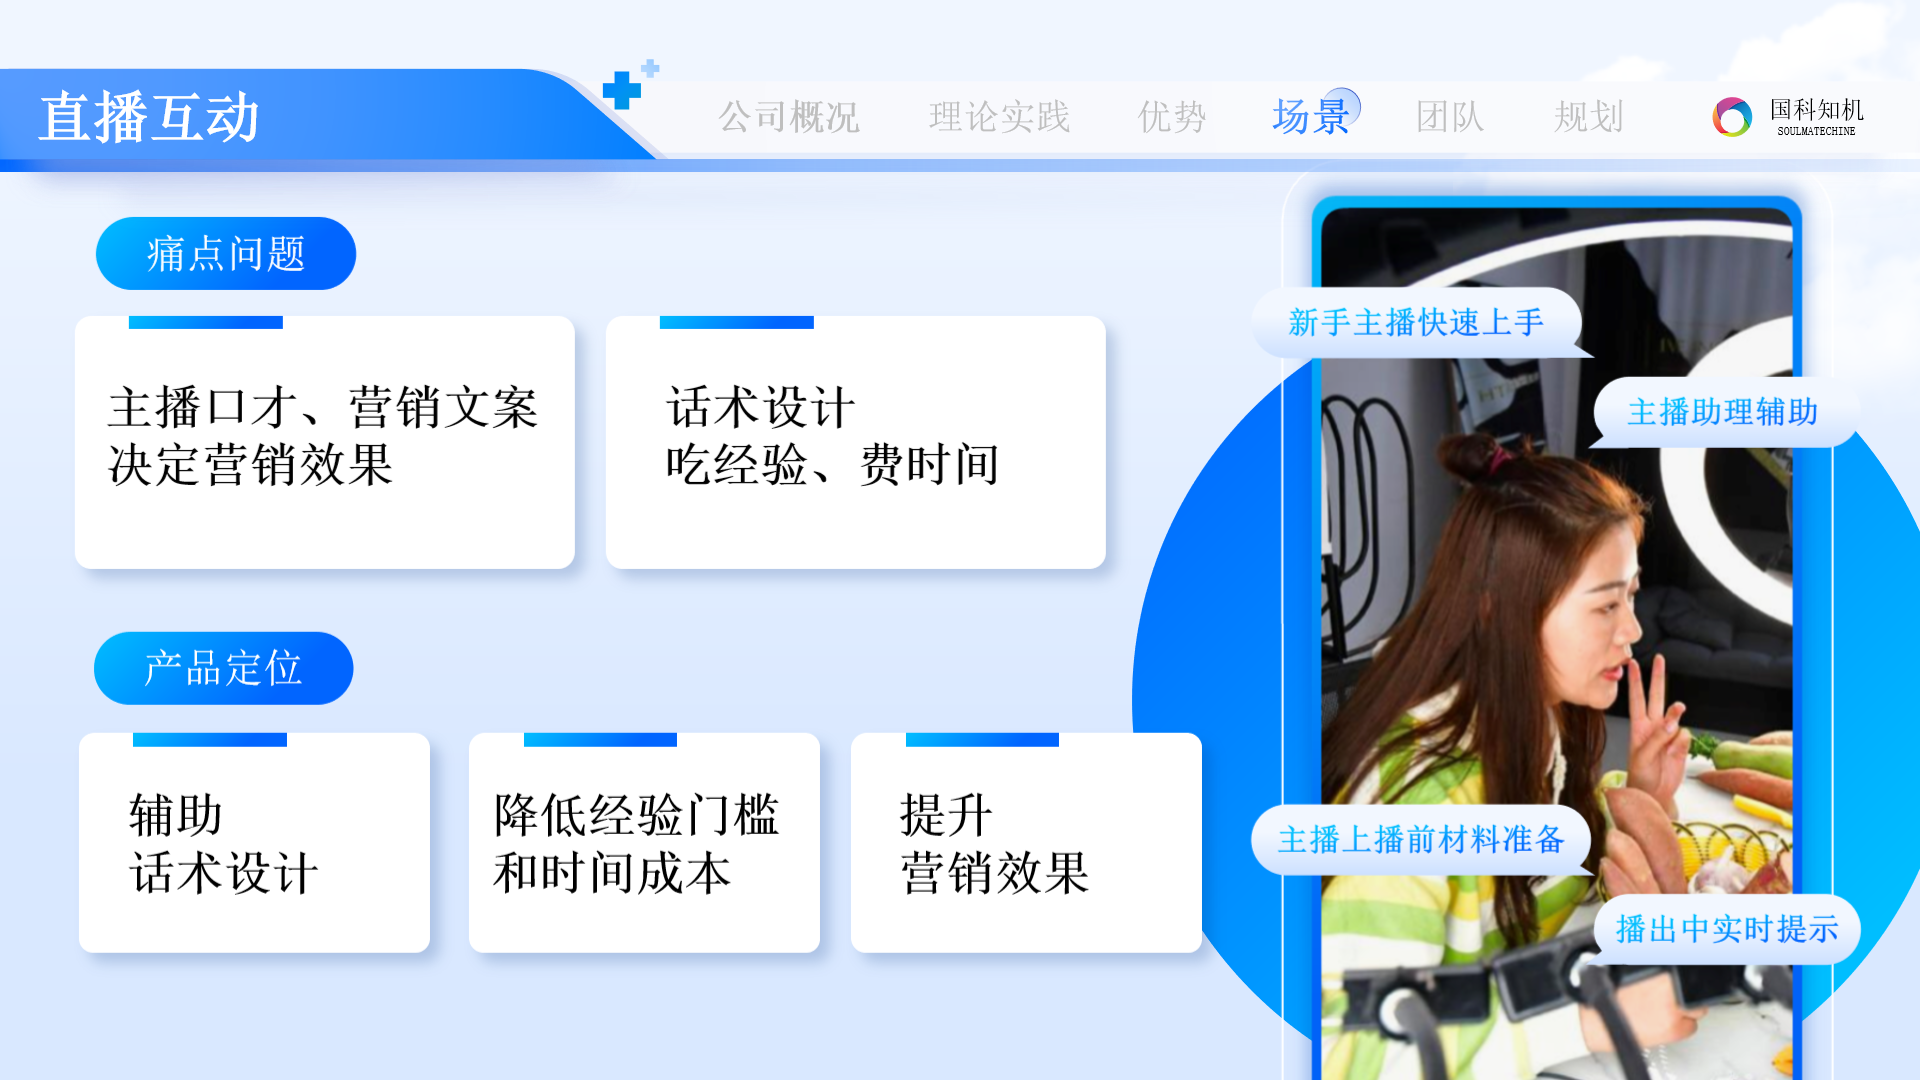 直播互动
公司概况
理论实践
优势
场景
团队
规划
国科知机
SOULMATECHINE
痛点问题
主播口才、营销文案
决定营销效果
话术设计
吃经验、费时间
产品定位
辅助
话术设计
降低经验门槛
和时间成本
提升
营销效果
新手主播快速上手
主播助理辅助
主播上播前材料准备
播出中实时提示